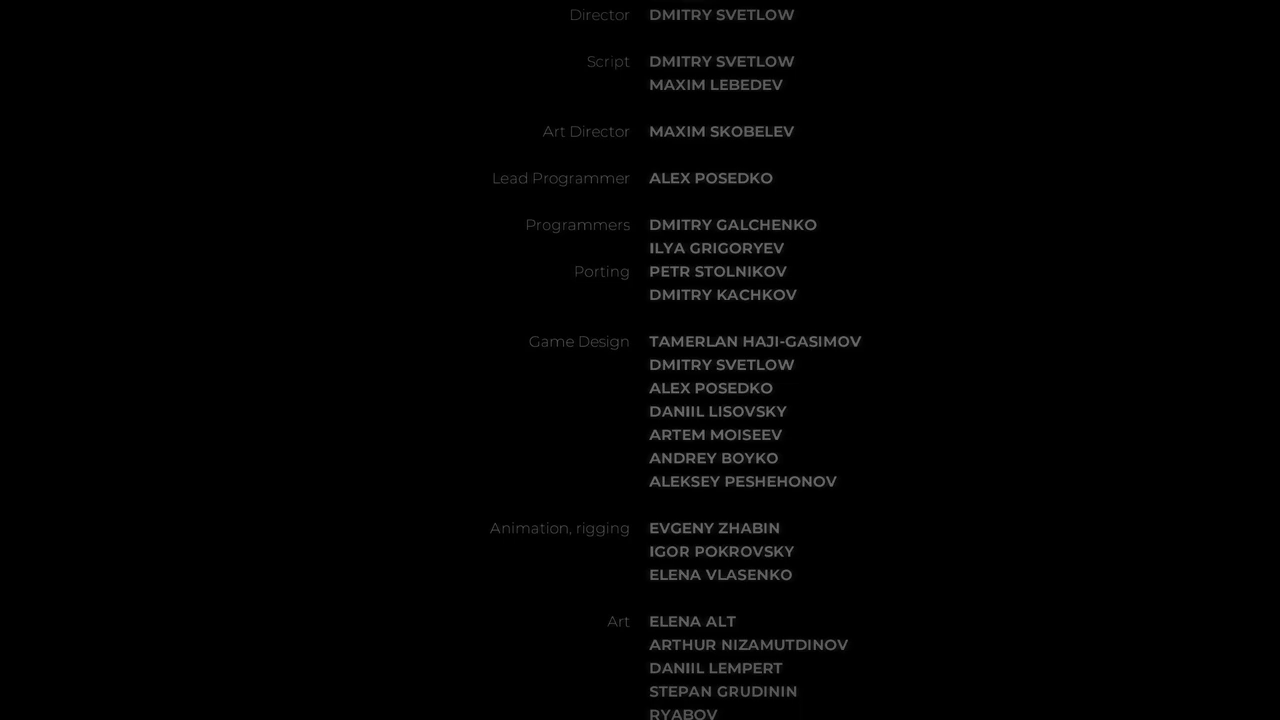 Director DMITRY SVETLOW
Script DMITRY SVETLOW
MAXIM LEBEDEV
Art Director MAXIM SKOBELEV
Lead Programmer ALEX POSEDKO
Programmers DMITRY GALCHENKO
ILYA GRIGORYEV
Porting PETR STOLNIKOV
DMITRY KACHKOV
Game Design TAMERLAN HAJI-GASIMOV
DMITRY SVETLOW
ALEX POSEDKO
DANIIL LISOVSKY
ARTEM MOISEEV
ANDREY BOYKO
ALEKSEY PESHEHONOV
Animation, rigging EVGENY ZHABIN
IGOR POKROVSKY
ELENA VLASENKO
Art ELENA ALT
ARTHUR NIZAMUTDINOV
DANIIL LEMPERT
STEPAN GRUDININ
RYABOV